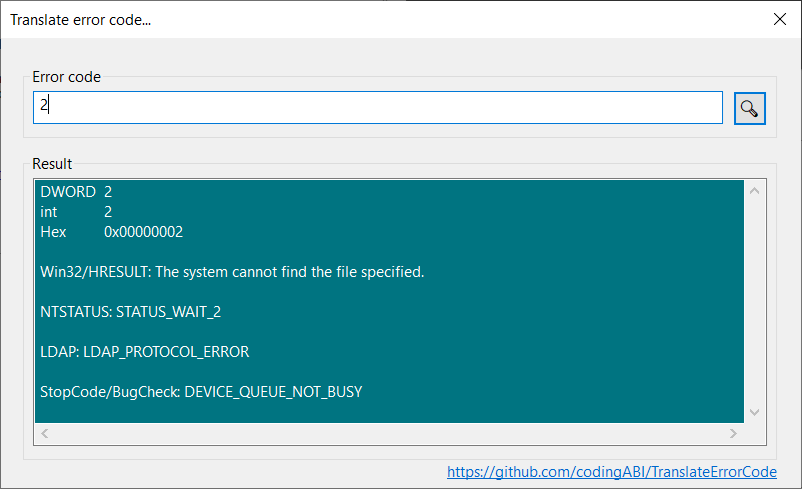 Translate error code...
Error code
2
Result
DWORD 2
int 2
Hex 0x00000002
Win32/HRESULT: The system cannot find the file specified.
NTSTATUS: STATUS_WAIT_2
LDAP: LDAP_PROTOCOL_ERROR
StopCode/BugCheck: DEVICE_QUEUE_NOT_BUSY
https://github.com/codingABI/TranslateErrorCode